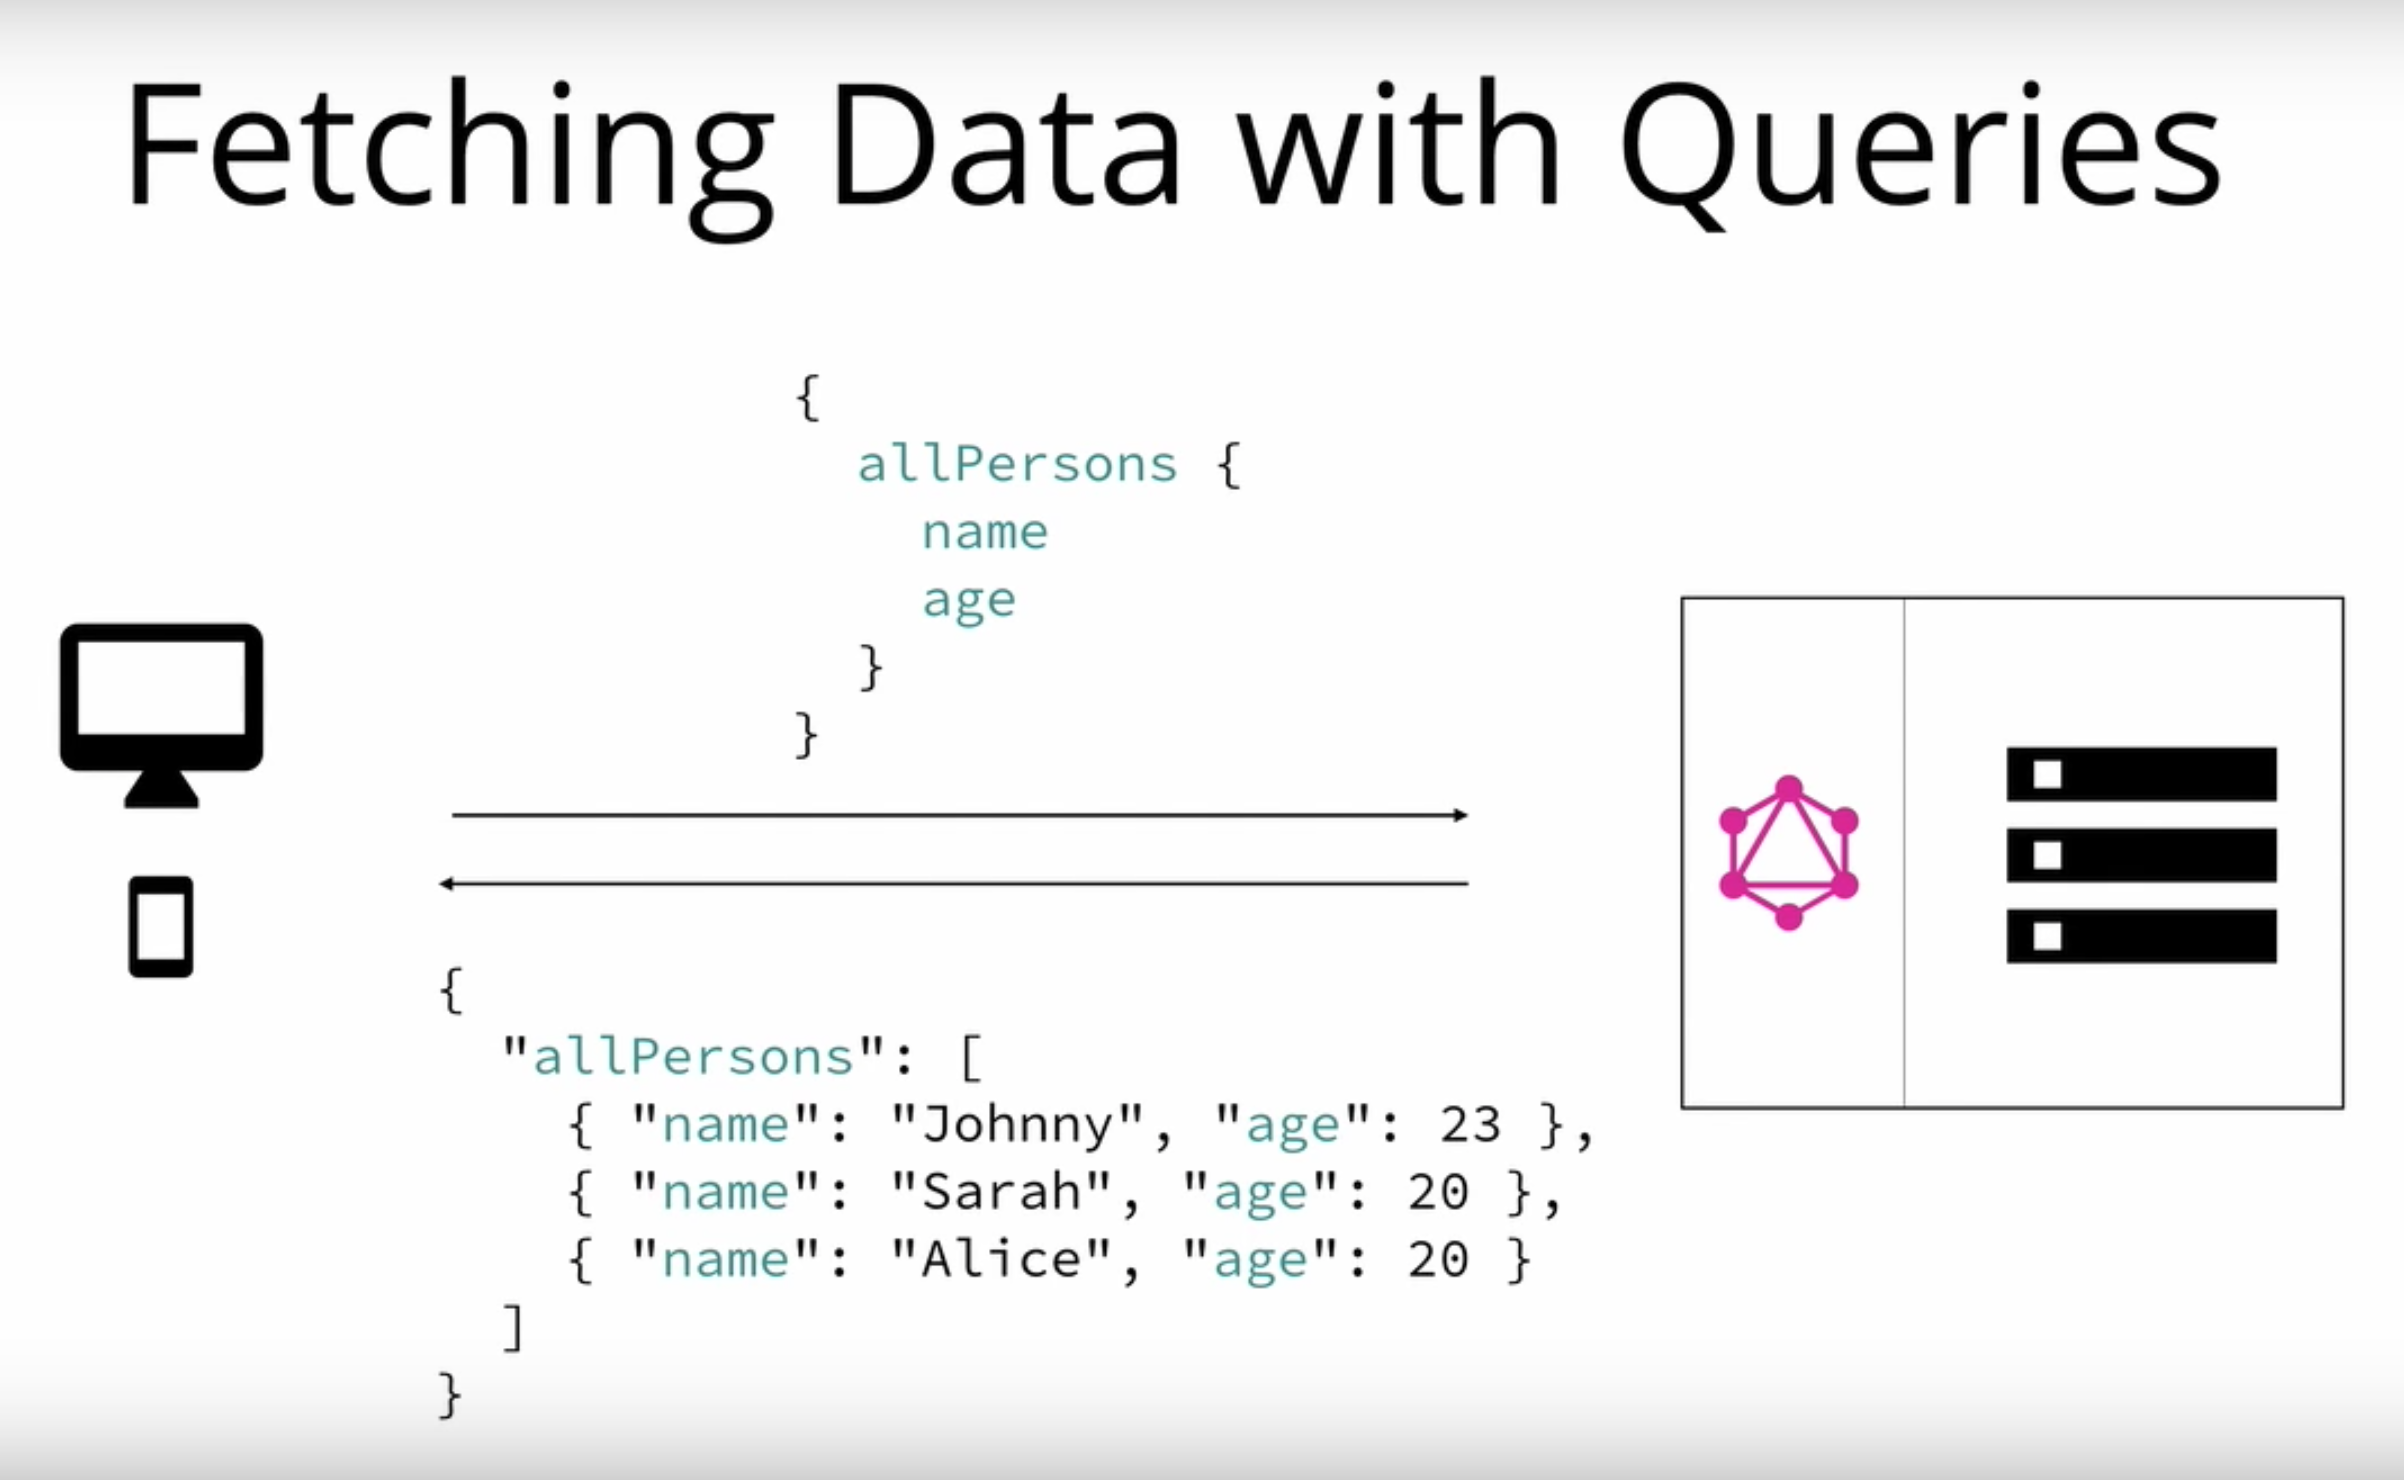 Fetching Data with Queries
{
  allPersons {
    name
    age
  }
}
{
  "allPersons": [
    { "name": "Johnny", "age": 23 },
    { "name": "Sarah", "age": 20 },
    { "name": "Alice", "age": 20 }
  ]
}